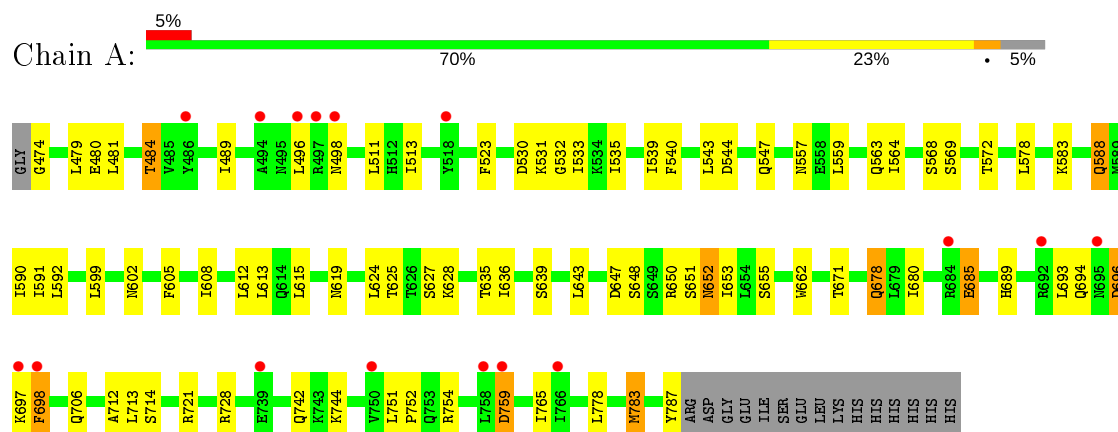 5%
Chain A:
70% 23% • 5%
GLY G474 L479 E480 L481 T484 V485 Y486 I489 A494 N495 L496 R497 N498 L511 H512 I513 Y518 F523 D530 K531 G532 I533 K534 I535 I539 F540 L543 D544 Q547 N557 E558 L559 Q563 I564 S568 S569 T572 L578 K583 Q588 M589
I590 I591 L592 L599 N602 F605 I608 L612 L613 Q614 L615 N619 L624 T625 T626 S627 K628 T635 I636 S639 L643 D647 S648 S649 R650 S651 N652 I653 L654 S655 W662 T671 Q678 L679 I680 R684 E685 H689 R692 L693 Q694 N695 D696
K697 F698 Q706 A712 L713 S714 R721 R728 E739 Q742 K743 K744 V750 L751 P752 Q753 R754 L758 D759 I765 I766 L778 M783 Y787 ARG ASP GLY GLU ILE SER GLU LEU LYS HIS HIS HIS HIS HIS HIS